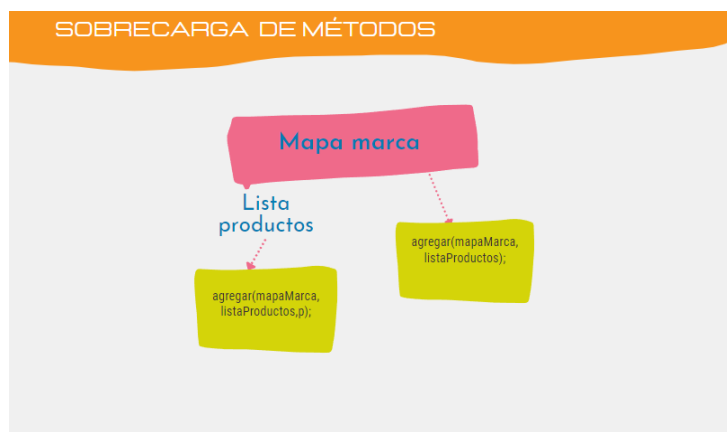 SOBRECARGA DE MÉTODOS
Mapa marca
Lista
productos
agregar(mapaMarca,
listaProductos);
agregar(mapaMarca,
listaProductos,p);